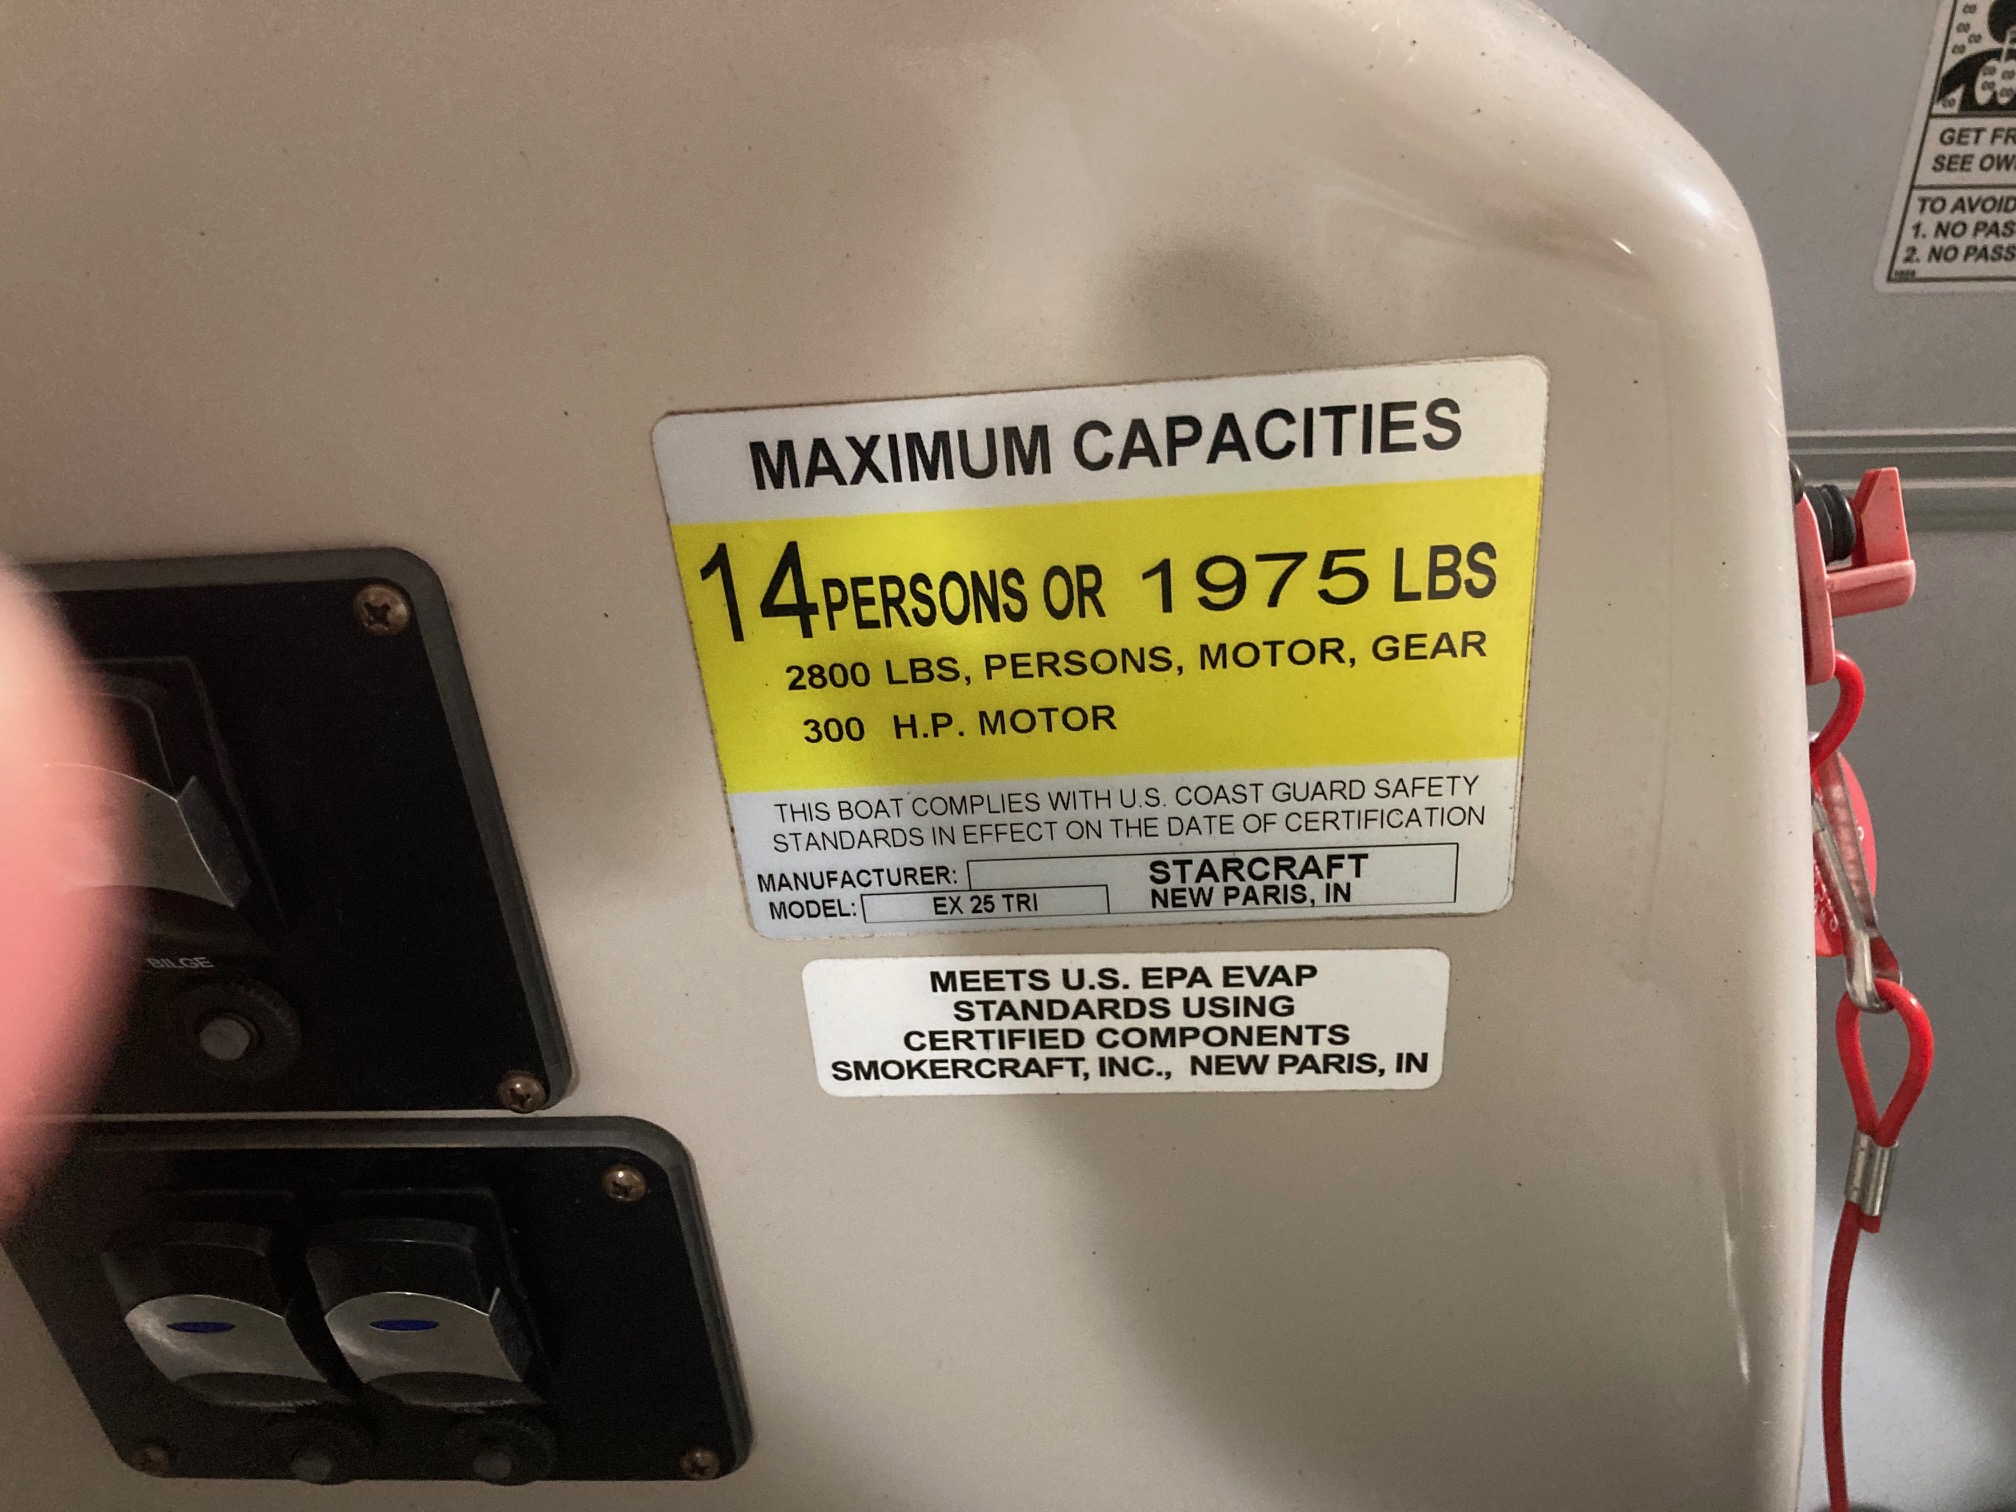 GET FR
SEE OW
TO AVOID
1. NO PAS
2. NO PASS
MAXIMUM CAPACITIES
14 PERSONS OR 1975 LBS
2800 LBS, PERSONS, MOTOR, GEAR
300 H.P. MOTOR
THIS BOAT COMPLIES WITH U.S. COAST GUARD SAFETY
STANDARDS IN EFFECT ON THE DATE OF CERTIFICATION
MANUFACTURER: STARCRAFT
MODEL: EX 25 TRI NEW PARIS, IN
MEETS U.S. EPA EVAP
STANDARDS USING
CERTIFIED COMPONENTS
SMOKERCRAFT, INC., NEW PARIS, IN
BILGE